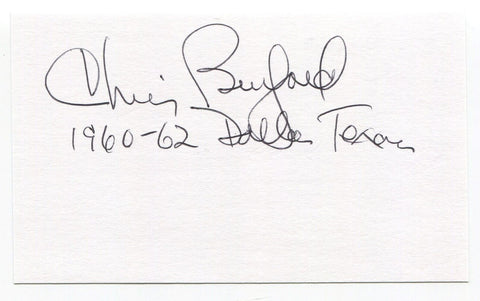 Chris Burford
1960-62 Dallas Texans